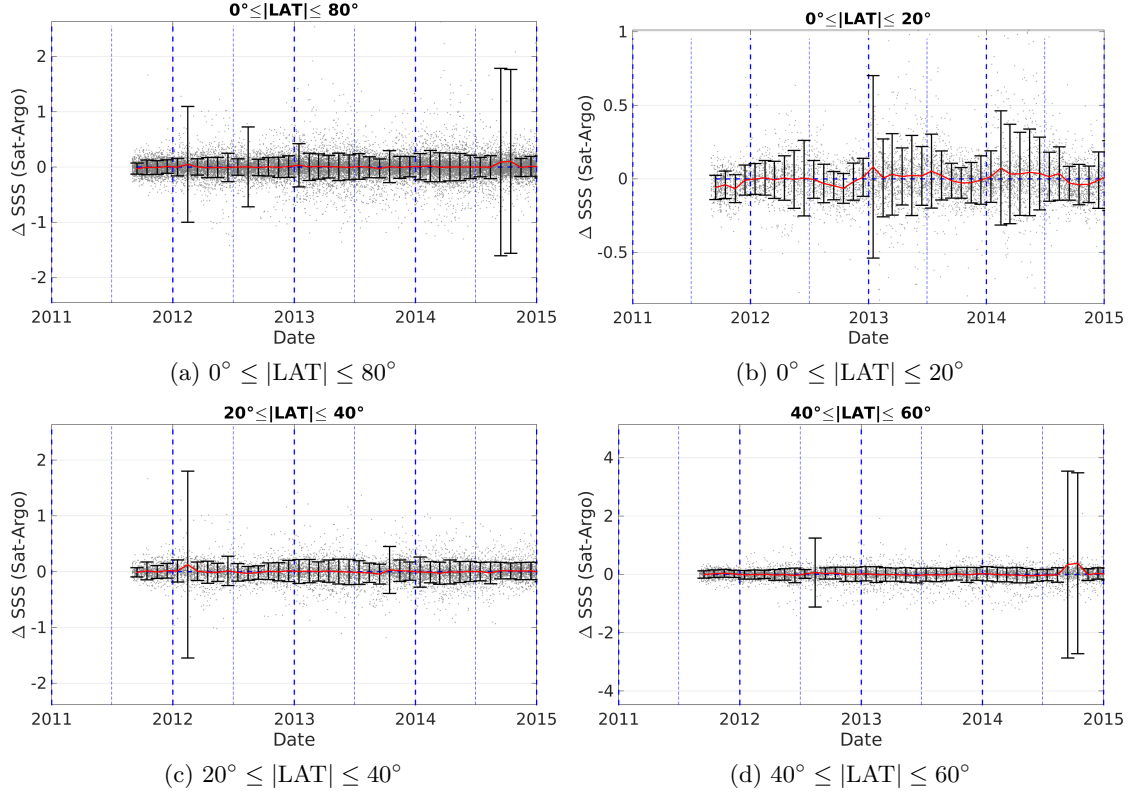 0°≤|LAT|≤ 80°
Δ SSS (Sat-Argo)
2
1
0
-1
-2
2011 2012 2013 2014 2015
Date
(a) 0° ≤ |LAT| ≤ 80°
0°≤|LAT|≤ 20°
Δ SSS (Sat-Argo)
1
0.5
0
-0.5
2011 2012 2013 2014 2015
Date
(b) 0° ≤ |LAT| ≤ 20°
20°≤|LAT|≤ 40°
Δ SSS (Sat-Argo)
2
1
0
-1
-2
2011 2012 2013 2014 2015
Date
(c) 20° ≤ |LAT| ≤ 40°
40°≤|LAT|≤ 60°
Δ SSS (Sat-Argo)
4
2
0
-2
-4
2011 2012 2013 2014 2015
Date
(d) 40° ≤ |LAT| ≤ 60°